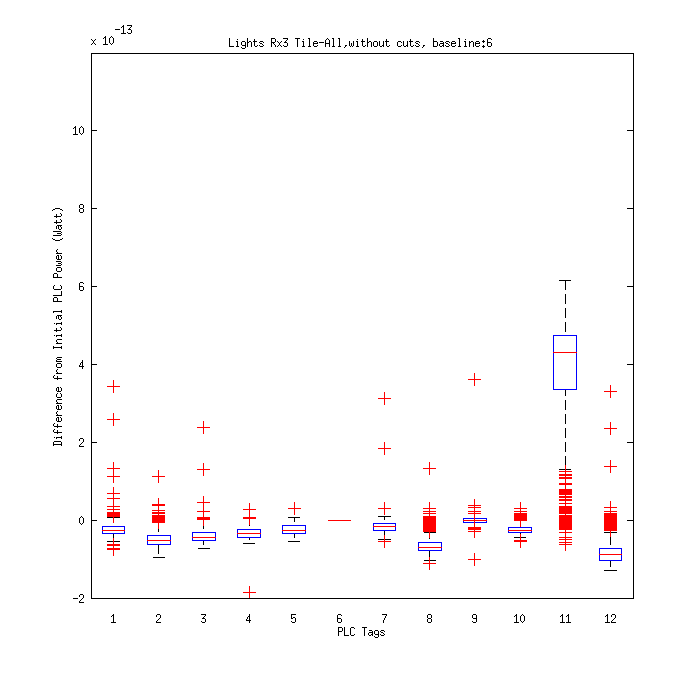 -13
x 10
Lights Rx3 Tile-All,without cuts, baseline:6
10
8
6
4
2
0
-2
Difference from Initial PLC Power (Watt)
1 2 3 4 5 6 7 8 9 10 11 12
PLC Tags